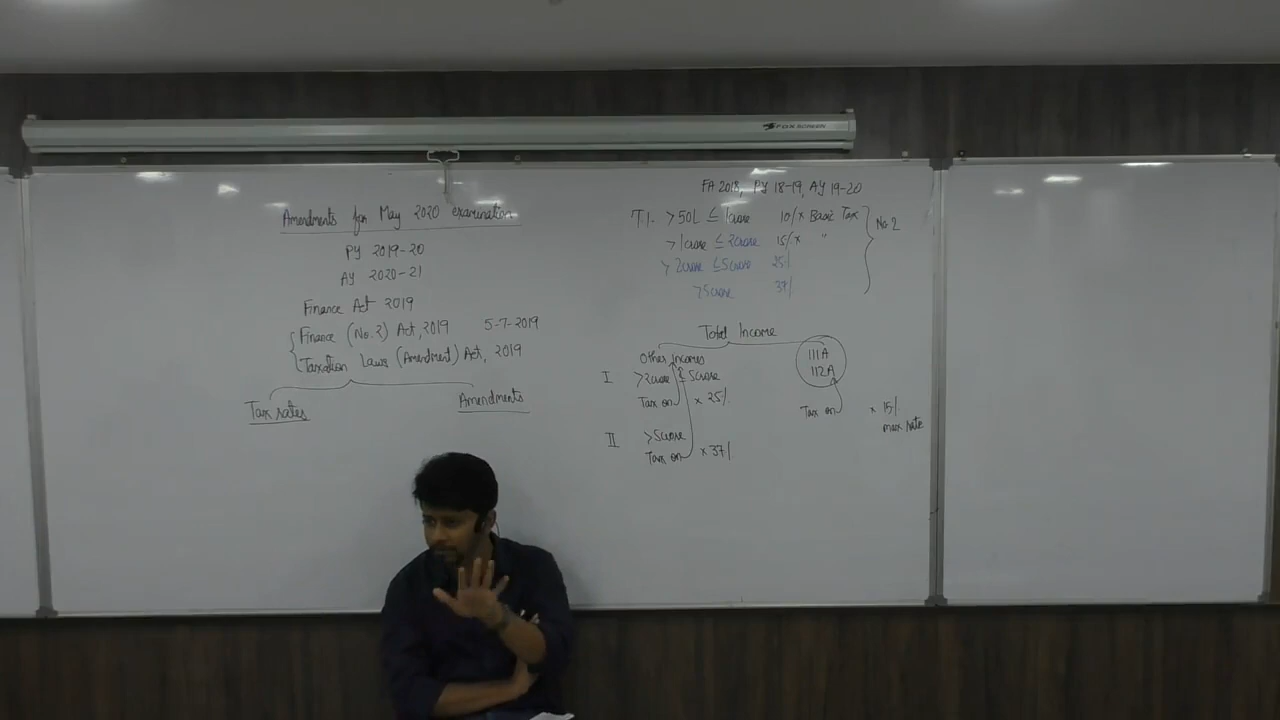 FOX SCREEN
Amendments for May 2020 examination
PY 2019-20
AY 2020-21
Finance Act 2019
Finance (No.2) Act, 2019 5-7-2019
Taxation Laws (Amendment) Act, 2019
Tax rates
Amendments
FA 2018, PY 18-19, AY 19-20
T.I. >50L ≤ 1crore 10% x Basic Tax
>1crore ≤ 2crore 15% x "
>2crore ≤5crore 25%
>5crore 37%
No.2
Total Income
Other Incomes
I >2crore ≤ 5crore
Tax on x 25%
II >5crore
Tax on x 37%
111A
112A
Tax on x 15%
max rate